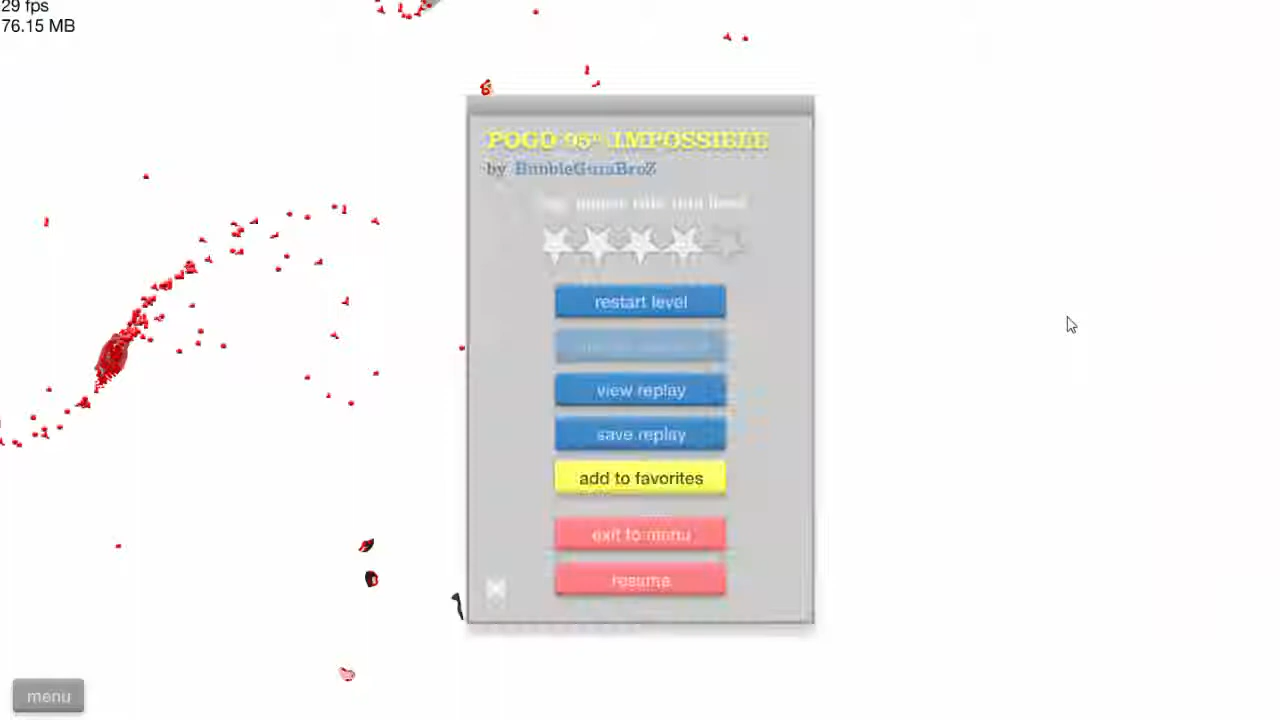 29 fps
76.15 MB
POGO 95% IMPOSSIBLE
by BubbleGumBroZ
restart level
view replay
save replay
add to favorites
exit to menu
resume
menu